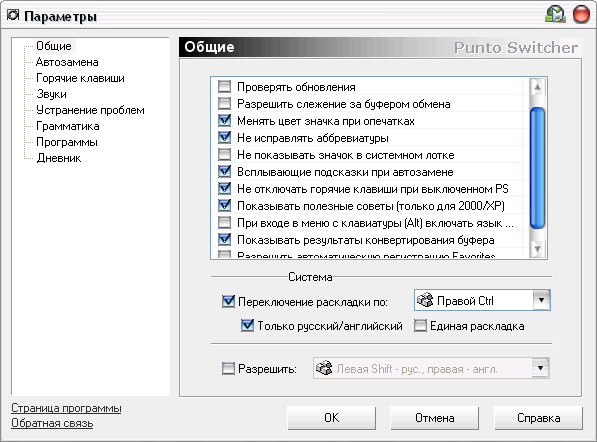 Параметры
Общие
Автозамена
Горячие клавиши
Звуки
Устранение проблем
Грамматика
Программы
Дневник
Общие
Punto Switcher
Проверять обновления
Разрешить слежение за буфером обмена
Менять цвет значка при опечатках
Не исправлять аббревиатуры
Не показывать значок в системном лотке
Всплывающие подсказки при автозамене
Не отключать горячие клавиши при выключенном PS
Показывать полезные советы (только для 2000/XP)
При входе в меню с клавиатуры (Alt) включать язык ...
Показывать результаты конвертирования буфера
Разрешить автоматическую регистрацию Favorites
Система
Переключение раскладки по: Правой Ctrl
Только русский/английский Единая раскладка
Разрешить: Левая Shift - рус., правая - англ.
Страница программы
Обратная связь
OK Отмена Справка